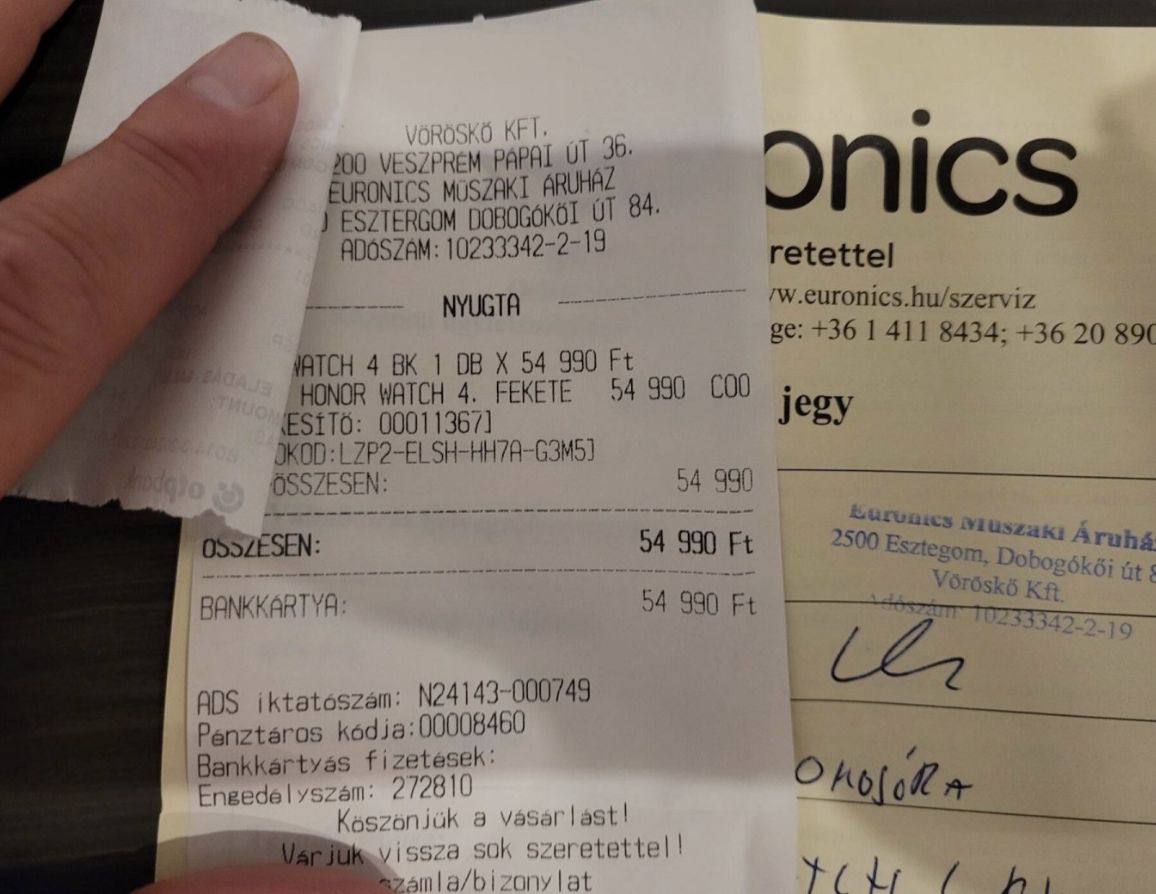 VÖRÖSKŐ KFT.
200 VESZPRÉM PÁPAI ÚT 36.
EURONICS MŰSZAKI ÁRUHÁZ
ESZTERGOM DOBOGÓKŐI ÚT 84.
ADÓSZÁM: 10233342-2-19
NYUGTA
WATCH 4 BK 1 DB X 54 990 Ft
HONOR WATCH 4. FEKETE 54 990 C00
KESÍTŐ: 00011367]
OKOD:LZP2-ELSH-HH7A-G3M5]
ÖSSZESEN: 54 990
ÖSSZESEN: 54 990 Ft
BANKKÁRTYA: 54 990 Ft
ADS iktatószám: N24143-000749
Pénztáros kódja:00008460
Bankkártyás fizetések:
Engedélyszám: 272810
Köszönjük a vásárlást!
Várjuk vissza sok szeretettel!
számla/bizonylat
otpbank
onics
retettel
w.euronics.hu/szerviz
ge: +36 1 411 8434; +36 20 890
jegy
Euronics Műszaki Áruhá
2500 Esztegom, Dobogókői út 8
Vöröskő Kft.
Adószám: 10233342-2-19
OKOSÓRA